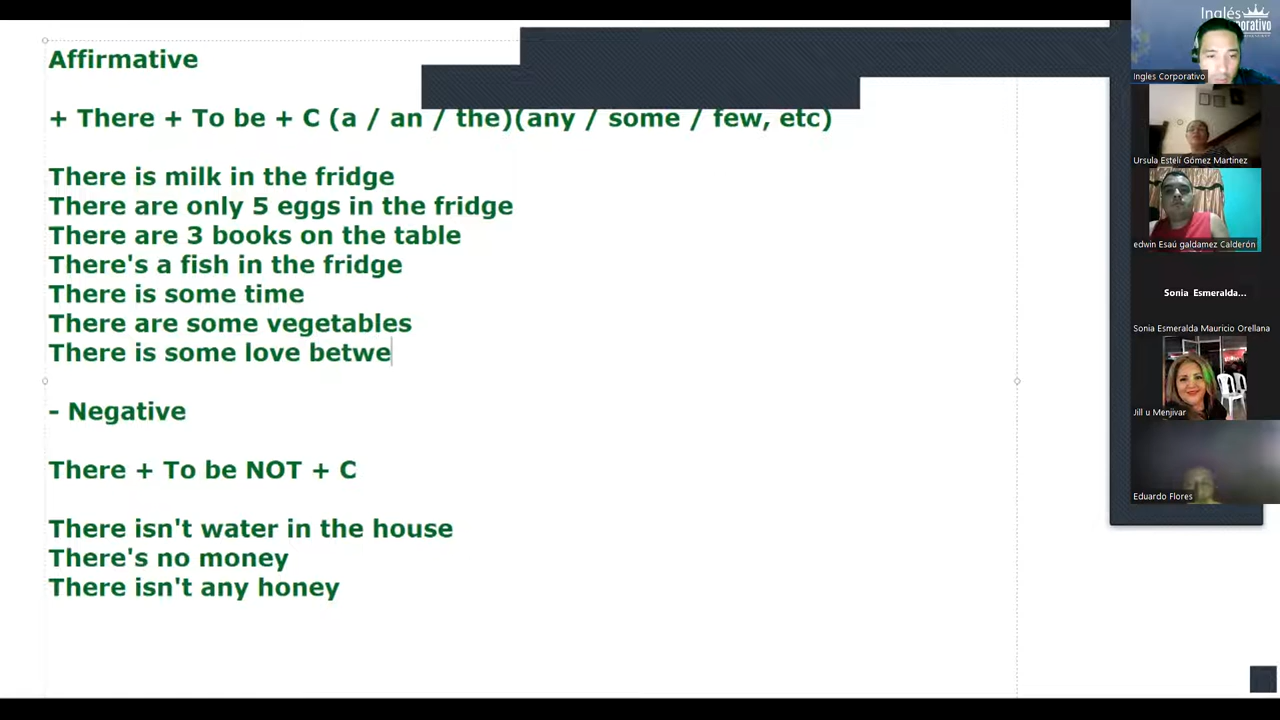 Affirmative
+ There + To be + C (a / an / the)(any / some / few, etc)
There is milk in the fridge
There are only 5 eggs in the fridge
There are 3 books on the table
There's a fish in the fridge
There is some time
There are some vegetables
There is some love betwe
- Negative
There + To be NOT + C
There isn't water in the house
There's no money
There isn't any honey
Inglés
Ingles Corporativo
Ursula Estelí Gómez Martinez
edwin Esaú galdamez Calderón
Sonia Esmeralda...
Sonia Esmeralda Mauricio Orellana
Jill u Menjivar
Eduardo Flores